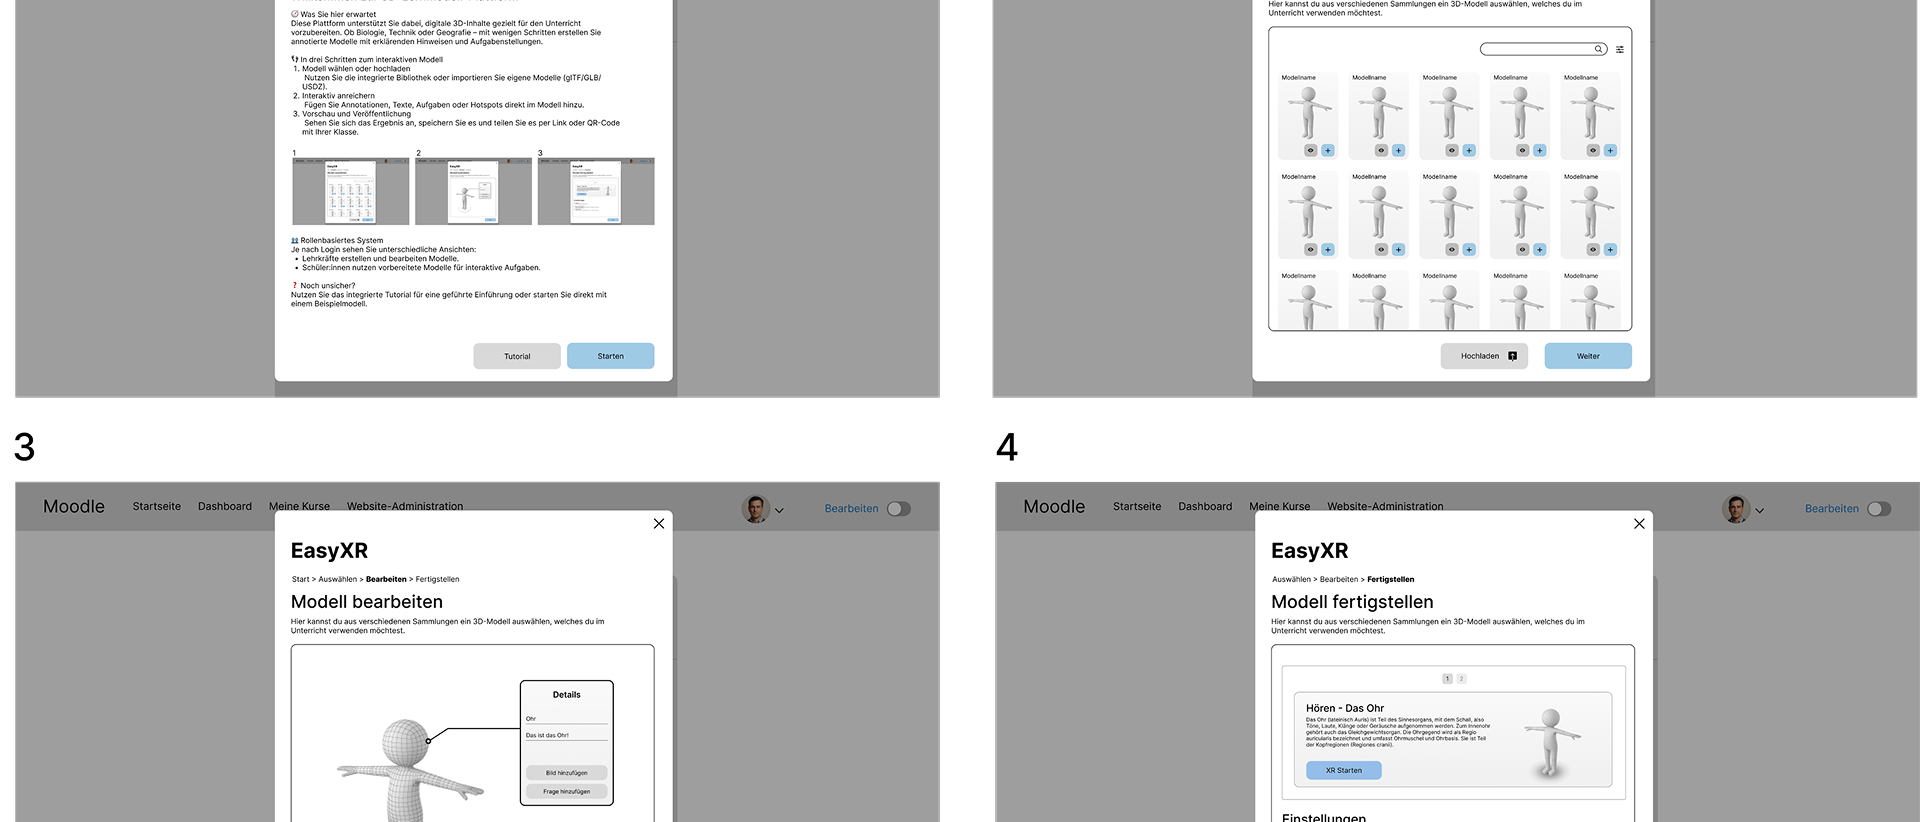 Was Sie hier erwartet
Diese Plattform unterstützt Sie dabei, digitale 3D-Inhalte gezielt für den Unterricht
vorzubereiten. Ob Biologie, Technik oder Geografie – mit wenigen Schritten erstellen Sie
annotierte Modelle mit erklärenden Hinweisen und Aufgabenstellungen.
In drei Schritten zum interaktiven Modell
1. Modell wählen oder hochladen
Nutzen Sie die integrierte Bibliothek oder importieren Sie eigene Modelle (glTF/GLB/
USDZ).
2. Interaktiv anreichern
Fügen Sie Annotationen, Texte, Aufgaben oder Hotspots direkt im Modell hinzu.
3. Vorschau und Veröffentlichung
Sehen Sie sich das Ergebnis an, speichern Sie es und teilen Sie es per Link oder QR-Code
mit Ihrer Klasse.
1 2 3
Rollenbasiertes System
Je nach Login sehen Sie unterschiedliche Ansichten:
• Lehrkräfte erstellen und bearbeiten Modelle.
• Schüler:innen nutzen vorbereitete Modelle für interaktive Aufgaben.
❓ Noch unsicher?
Nutzen Sie das integrierte Tutorial für eine geführte Einführung oder starten Sie direkt mit
einem Beispielmodell.
Tutorial Starten
Hier kannst du aus verschiedenen Sammlungen ein 3D-Modell auswählen, welches du im
Unterricht verwenden möchtest.
Modellname Modellname Modellname Modellname Modellname
Modellname Modellname Modellname Modellname Modellname
Modellname Modellname Modellname Modellname Modellname
Hochladen Weiter
3
Moodle Startseite Dashboard Meine Kurse Website-Administration Bearbeiten
EasyXR
Start > Auswählen > Bearbeiten > Fertigstellen
Modell bearbeiten
Hier kannst du aus verschiedenen Sammlungen ein 3D-Modell auswählen, welches du im
Unterricht verwenden möchtest.
Details
Ohr
Das ist das Ohr!
Bild hinzufügen
Frage hinzufügen
4
Moodle Startseite Dashboard Meine Kurse Website-Administration Bearbeiten
EasyXR
Auswählen > Bearbeiten > Fertigstellen
Modell fertigstellen
Hier kannst du aus verschiedenen Sammlungen ein 3D-Modell auswählen, welches du im
Unterricht verwenden möchtest.
1 2
Hören - Das Ohr
Das Ohr (lateinisch Auris) ist Teil des Sinnesorgans, mit dem Schall, also
Töne, Laute, Klänge oder Geräusche aufgenommen werden. Zum Innenohr
gehört auch das Gleichgewichtsorgan. Die Ohrgegend wird als Regio
auricularis bezeichnet und umfasst Ohrmuschel und Ohrbasis. Sie ist Teil
der Kopfregionen (Regiones crani).
XR Starten
Einstellungen